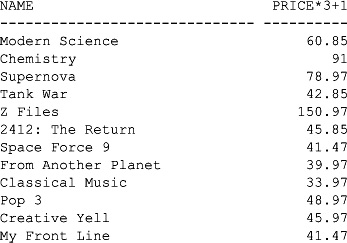 NAME                           PRICE*3+1
------------------------------ ----------
Modern Science                      60.85
Chemistry                              91
Supernova                           78.97
Tank War                            42.85
Z Files                            150.97
2412: The Return                    45.85
Space Force 9                       41.47
From Another Planet                 39.97
Classical Music                     33.97
Pop 3                               48.97
Creative Yell                       45.97
My Front Line                       41.47